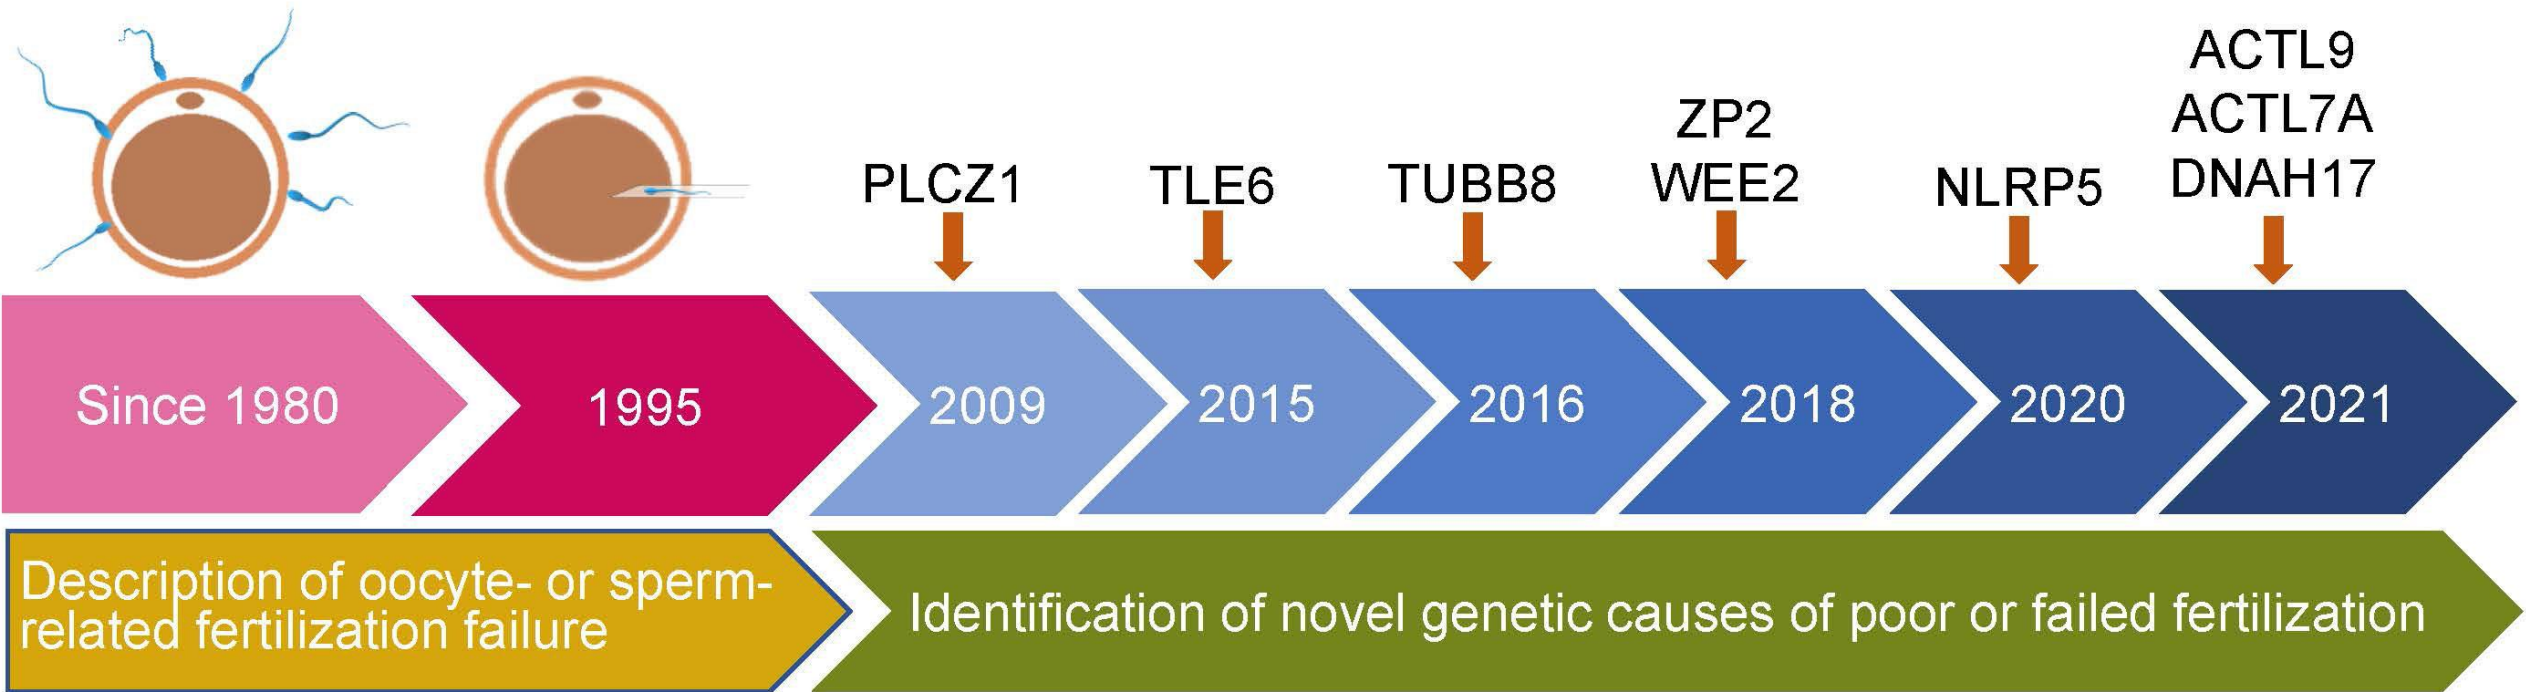 PLCZ1
TLE6
TUBB8
ZP2
WEE2
NLRP5
ACTL9
ACTL7A
DNAH17
Since 1980
1995
2009
2015
2016
2018
2020
2021
Description of oocyte- or sperm-
related fertilization failure
Identification of novel genetic causes of poor or failed fertilization